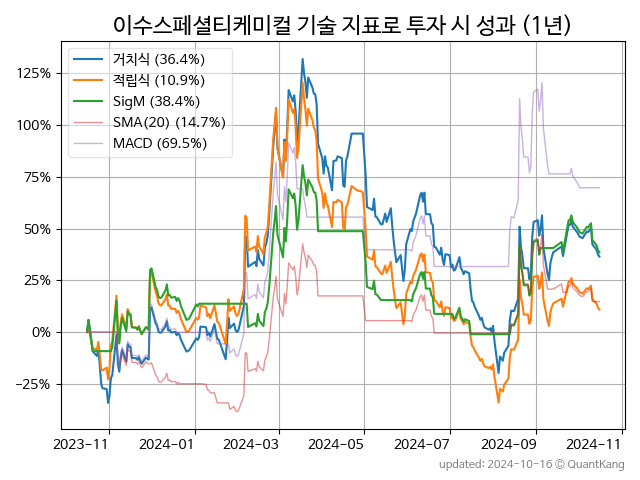 이수스페셜티케미컬 기술 지표로 투자 시 성과 (1년)
거치식 (36.4%)
적립식 (10.9%)
SigM (38.4%)
SMA(20) (14.7%)
MACD (69.5%)
125%
100%
75%
50%
25%
0%
−25%
2023-11 2024-01 2024-03 2024-05 2024-07 2024-09 2024-11
updated: 2024-10-16 © QuantKang